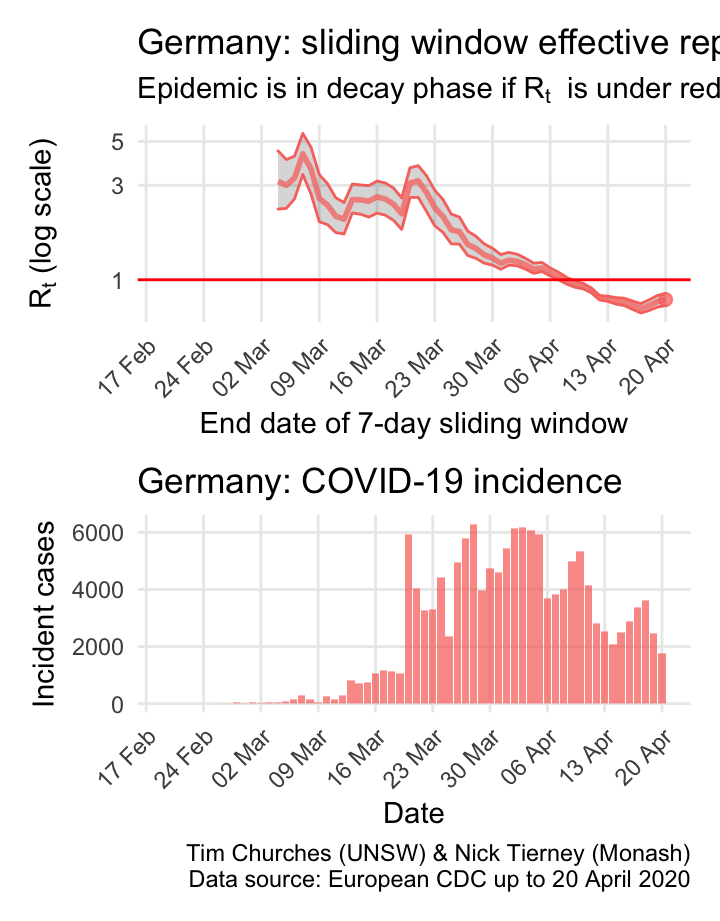 Germany: sliding window effective rep
Epidemic is in decay phase if Rt is under red
5
3
1
Rt (log scale)
17 Feb
24 Feb
02 Mar
09 Mar
16 Mar
23 Mar
30 Mar
06 Apr
13 Apr
20 Apr
End date of 7-day sliding window
Germany: COVID-19 incidence
6000
4000
2000
0
Incident cases
17 Feb
24 Feb
02 Mar
09 Mar
16 Mar
23 Mar
30 Mar
06 Apr
13 Apr
20 Apr
Date
Tim Churches (UNSW) & Nick Tierney (Monash)
Data source: European CDC up to 20 April 2020